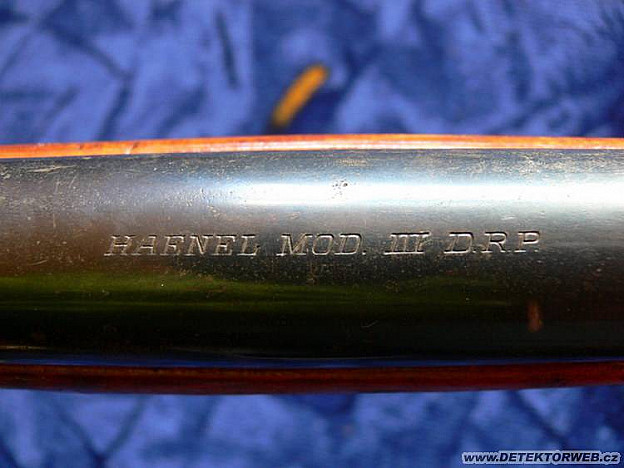 HAENEL MOD. III D.R.P.
www.DETEKTORWEB.cz